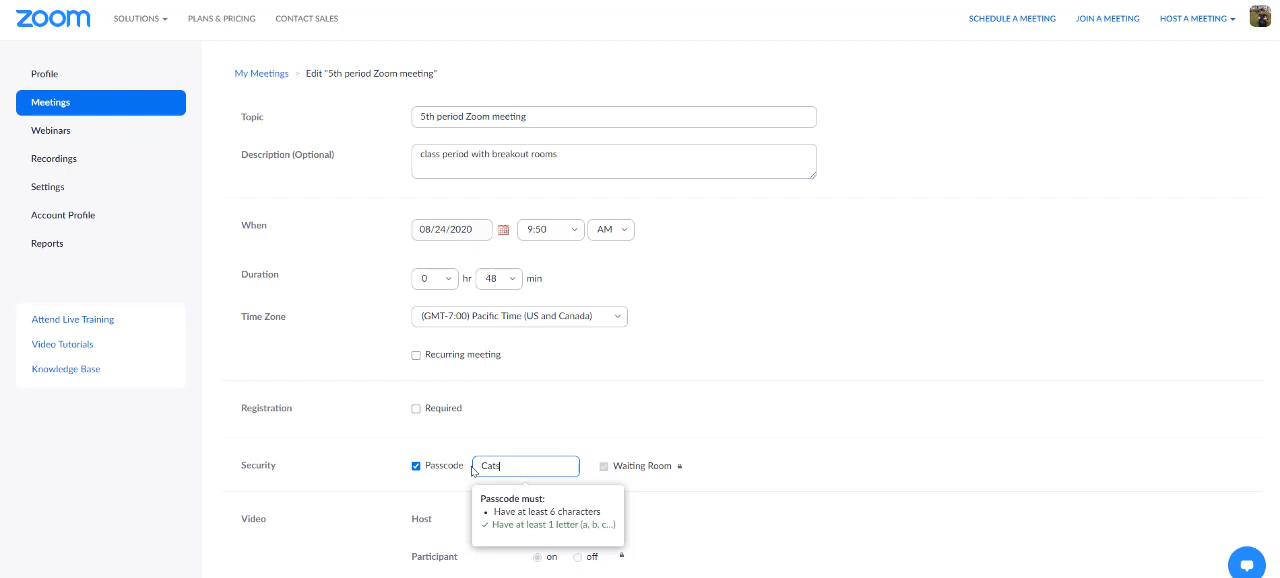 zoom SOLUTIONS PLANS & PRICING CONTACT SALES SCHEDULE A MEETING JOIN A MEETING HOST A MEETING
Profile
Meetings
Webinars
Recordings
Settings
Account Profile
Reports
Attend Live Training
Video Tutorials
Knowledge Base
My Meetings > Edit "5th period Zoom meeting"
Topic 5th period Zoom meeting
Description (Optional) class period with breakout rooms
When 08/24/2020 9:50 AM
Duration 0 hr 48 min
Time Zone (GMT-7:00) Pacific Time (US and Canada)
Recurring meeting
Registration Required
Security Passcode Cats Waiting Room
Passcode must:
• Have at least 6 characters
✓ Have at least 1 letter (a, b, c...)
Video Host
Participant on off